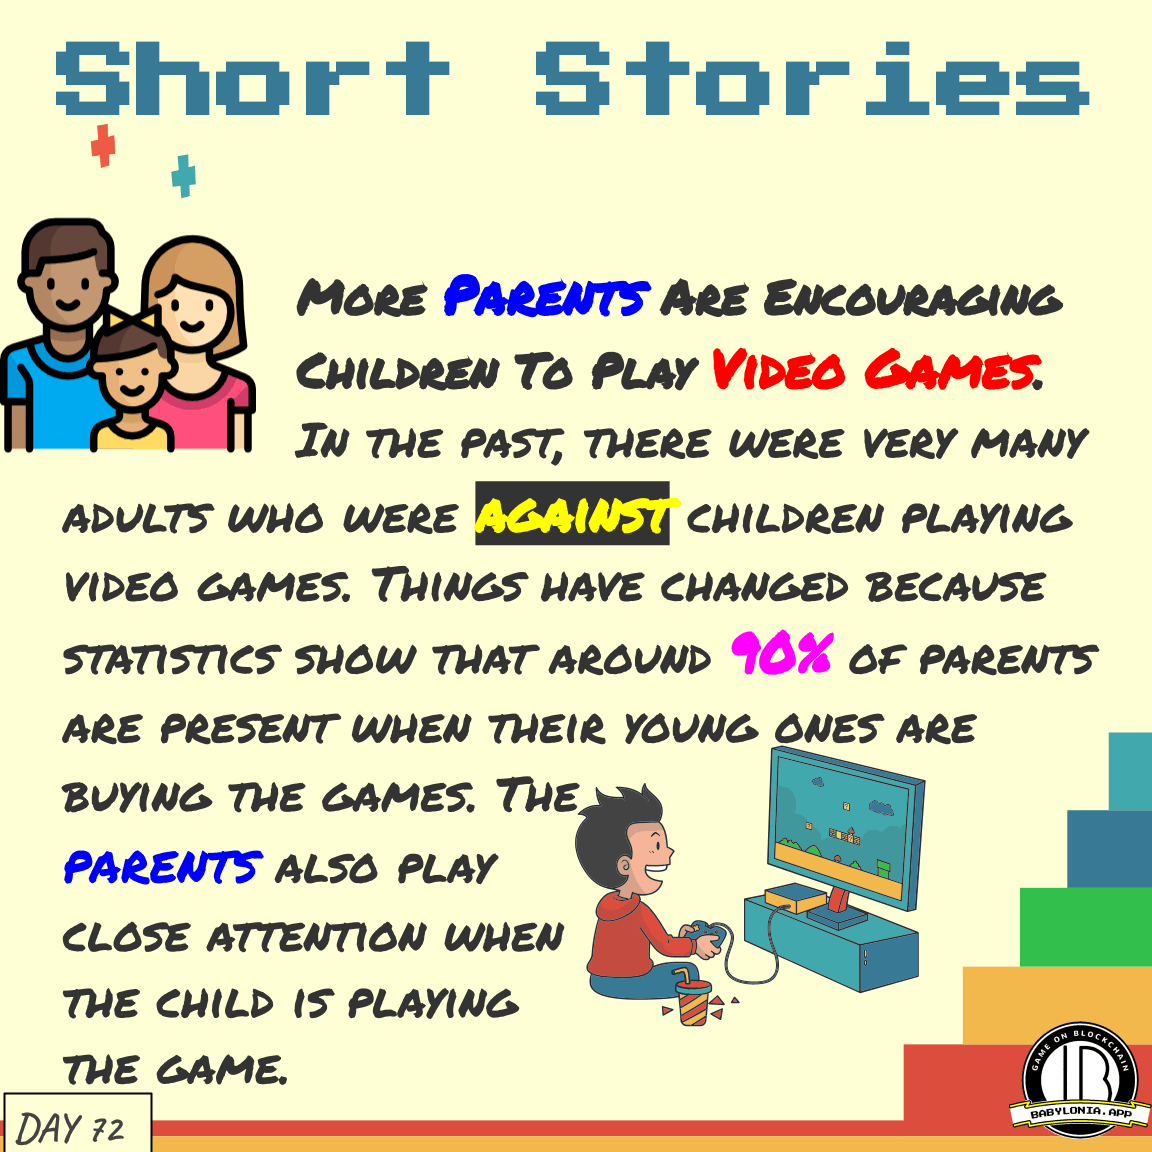 Short Stories
More Parents Are Encouraging
Children To Play Video Games.
In the past, there were very many
adults who were against children playing
video games. Things have changed because
statistics show that around 90% of parents
are present when their young ones are
buying the games. The
parents also play
close attention when
the child is playing
the game.
DAY 72
GAME ON BLOCKCHAIN
BABYLONIA.APP